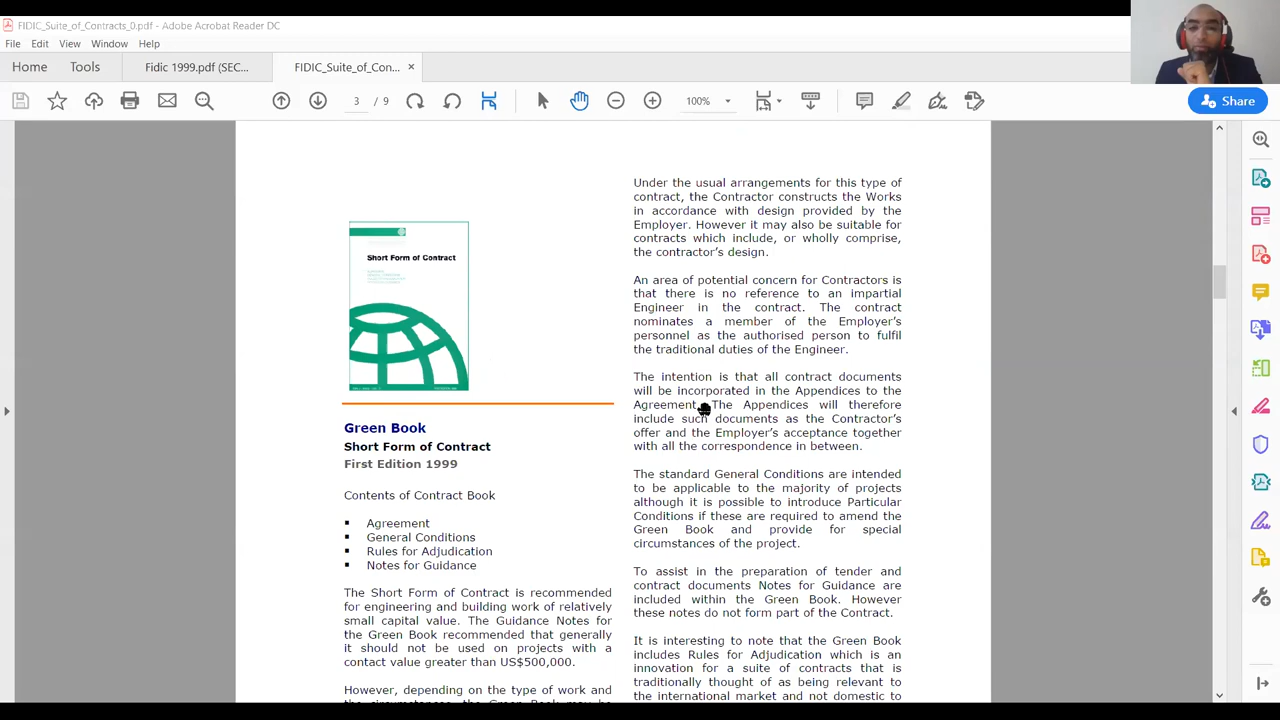 FIDIC_Suite_of_Contracts_0.pdf - Adobe Acrobat Reader DC
File Edit View Window Help
Home Tools Fidic 1999.pdf (SEC... FIDIC_Suite_of_Con... ×
3 / 9 100% Share
Short Form of Contract
Green Book
Short Form of Contract
First Edition 1999
Contents of Contract Book
▪ Agreement
▪ General Conditions
▪ Rules for Adjudication
▪ Notes for Guidance
The Short Form of Contract is recommended
for engineering and building work of relatively
small capital value. The Guidance Notes for
the Green Book recommended that generally
it should not be used on projects with a
contact value greater than US$500,000.
However, depending on the type of work and
the circumstances, the Green Book may be
Under the usual arrangements for this type of
contract, the Contractor constructs the Works
in accordance with design provided by the
Employer. However it may also be suitable for
contracts which include, or wholly comprise,
the contractor's design.
An area of potential concern for Contractors is
that there is no reference to an impartial
Engineer in the contract. The contract
nominates a member of the Employer's
personnel as the authorised person to fulfil
the traditional duties of the Engineer.
The intention is that all contract documents
will be incorporated in the Appendices to the
Agreement. The Appendices will therefore
include such documents as the Contractor's
offer and the Employer's acceptance together
with all the correspondence in between.
The standard General Conditions are intended
to be applicable to the majority of projects
although it is possible to introduce Particular
Conditions if these are required to amend the
Green Book and provide for special
circumstances of the project.
To assist in the preparation of tender and
contract documents Notes for Guidance are
included within the Green Book. However
these notes do not form part of the Contract.
It is interesting to note that the Green Book
includes Rules for Adjudication which is an
innovation for a suite of contracts that is
traditionally thought of as being relevant to
the international market and not domestic to